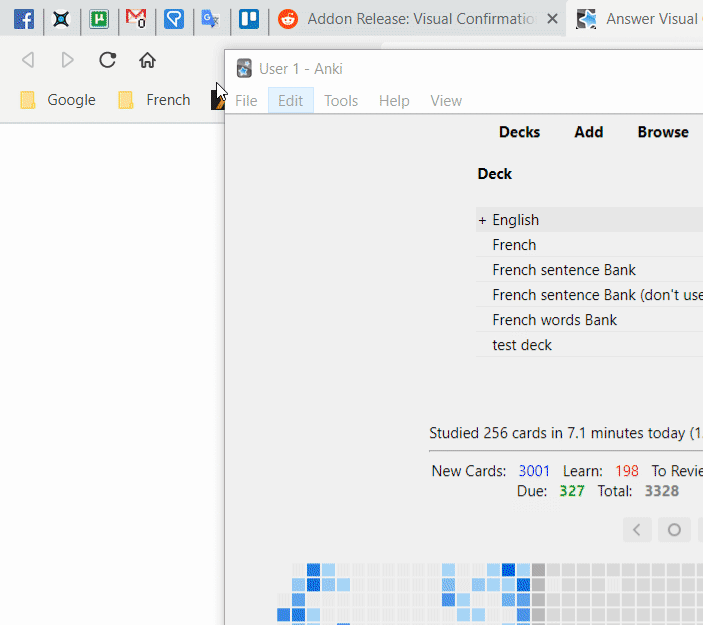 Addon Release: Visual Confirmatio
Answer Visual
Google French
User 1 - Anki
File Edit Tools Help View
Decks Add Browse
Deck
+ English
French
French sentence Bank
French sentence Bank (don't use
French words Bank
test deck
Studied 256 cards in 7.1 minutes today (1
New Cards: 3001 Learn: 198 To Revie
Due: 327 Total: 3328